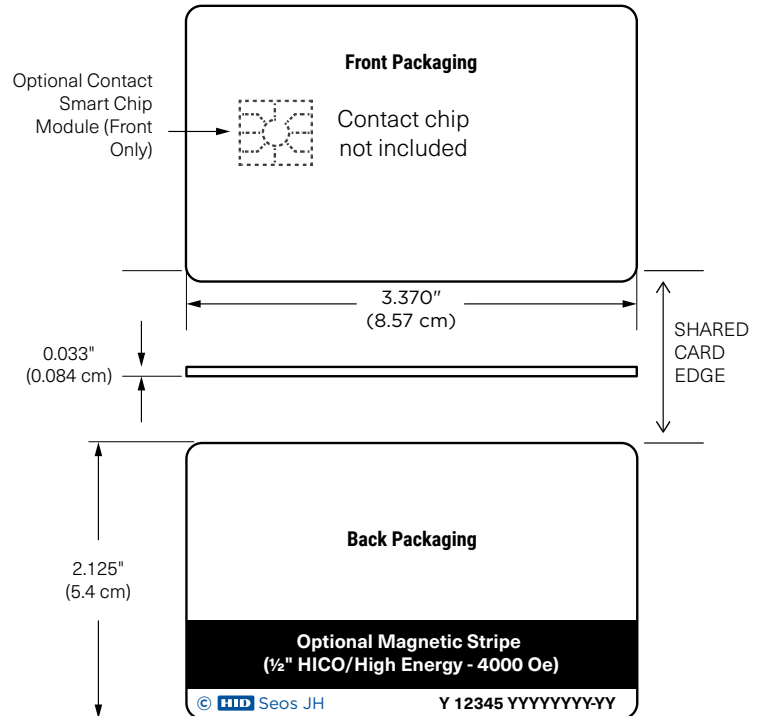 Front Packaging
Optional Contact
Smart Chip
Module (Front
Only)
Contact chip
not included
3.370"
(8.57 cm)
SHARED
CARD
EDGE
0.033"
(0.084 cm)
Back Packaging
2.125"
(5.4 cm)
Optional Magnetic Stripe
(½" HICO/High Energy - 4000 Oe)
© HID Seos JH Y 12345 YYYYYYYY-YY